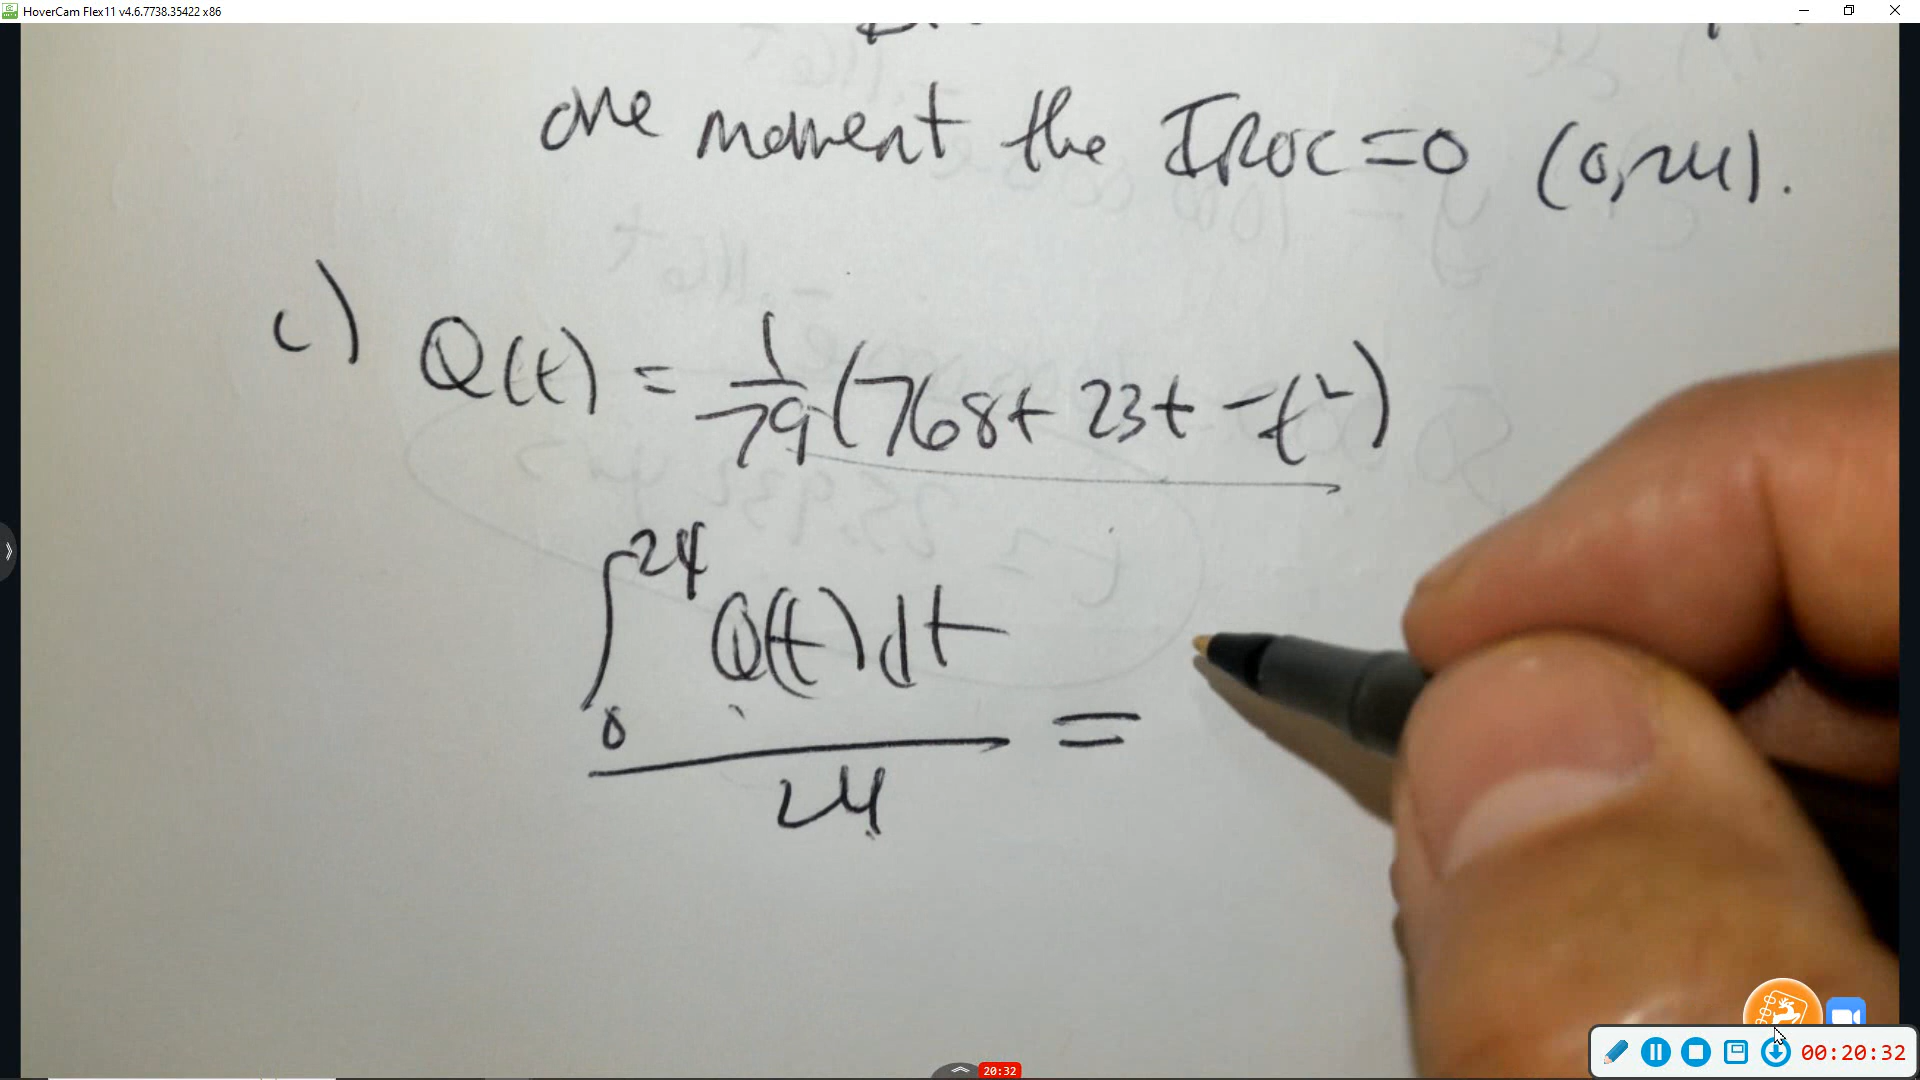 HoverCam Flex11 v4.6.7738.35422 x86
one moment the IROC=0 (0,24).
c) Q(t) = 1/79 (768+23t-t²)
∫₀²⁴ Q(t)dt
24
=
00:20:32
20:32